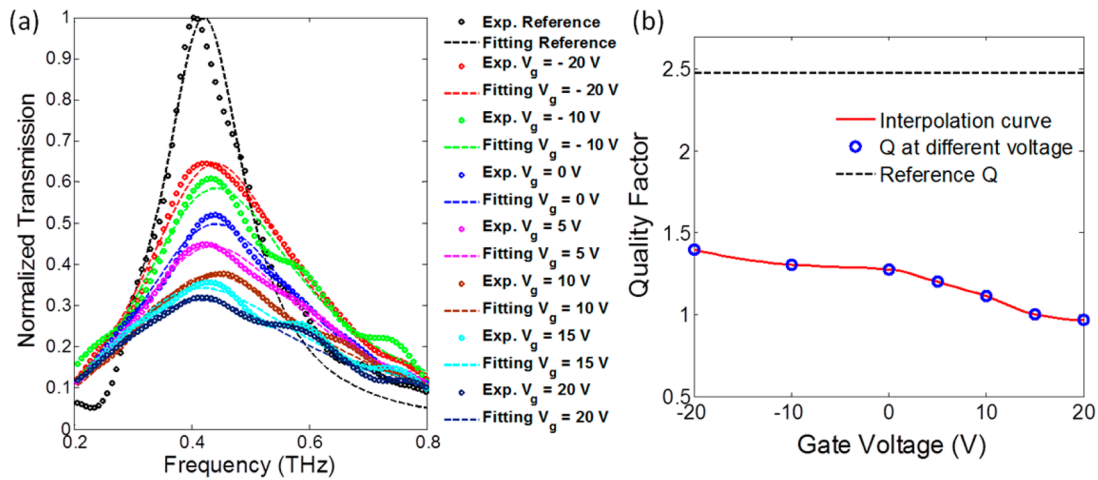 (a)
Normalized Transmission
1
0.9
0.8
0.7
0.6
0.5
0.4
0.3
0.2
0.1
0
0.2
0.4
0.6
0.8
Frequency (THz)
Exp. Reference
Fitting Reference
Exp. Vg = - 20 V
Fitting Vg = - 20 V
Exp. Vg = - 10 V
Fitting Vg = - 10 V
Exp. Vg = 0 V
Fitting Vg = 0 V
Exp. Vg = 5 V
Fitting Vg = 5 V
Exp. Vg = 10 V
Fitting Vg = 10 V
Exp. Vg = 15 V
Fitting Vg = 15 V
Exp. Vg = 20 V
Fitting Vg = 20 V
(b)
Quality Factor
2.5
2
1.5
1
0.5
-20
-10
0
10
20
Gate Voltage (V)
Interpolation curve
Q at different voltage
Reference Q